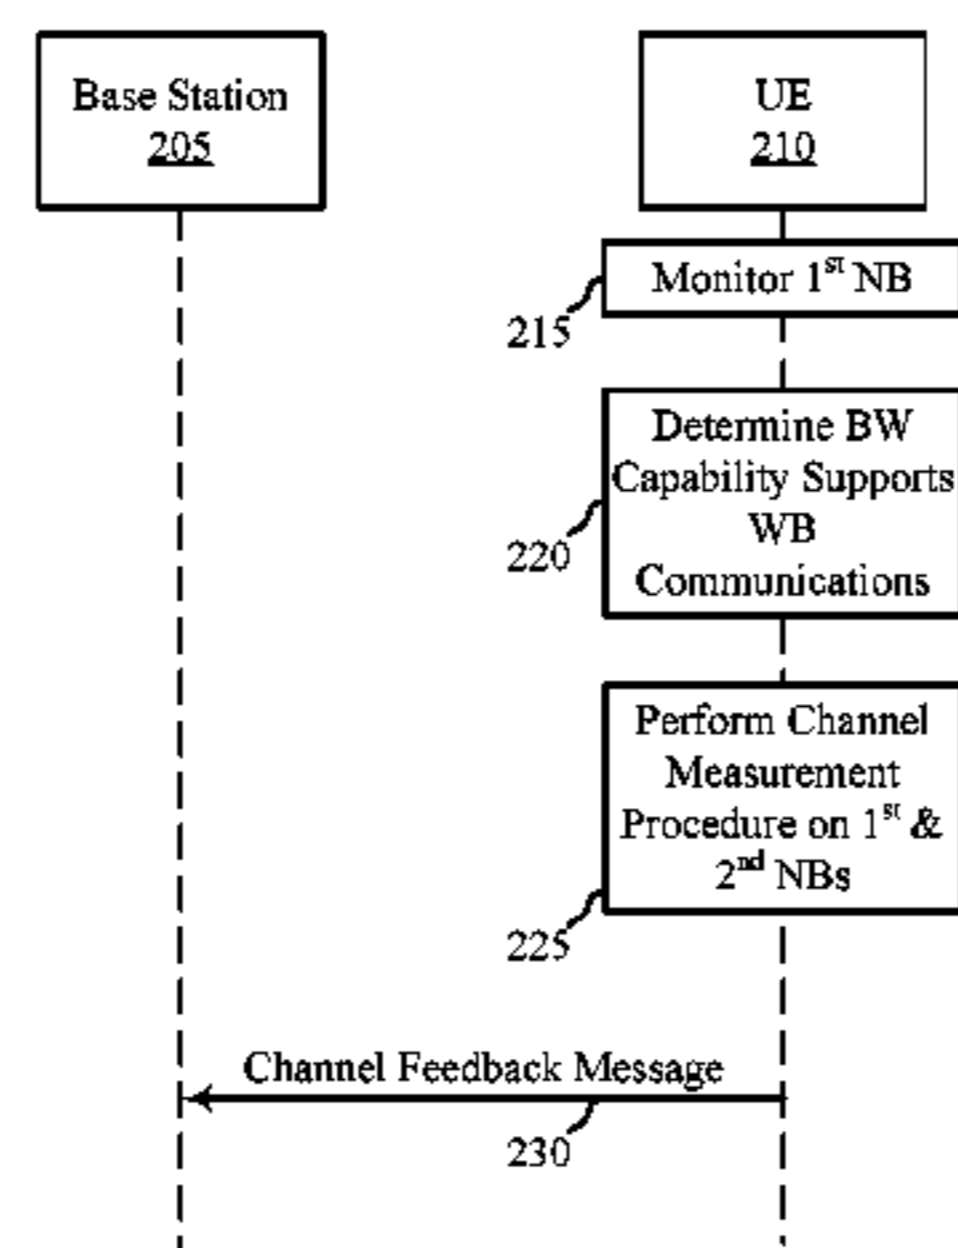 Base Station
205
UE
210
Monitor 1st NB
215
Determine BW
Capability Supports
WB
Communications
220
Perform Channel
Measurement
Procedure on 1st &
2nd NBs
225
Channel Feedback Message
230